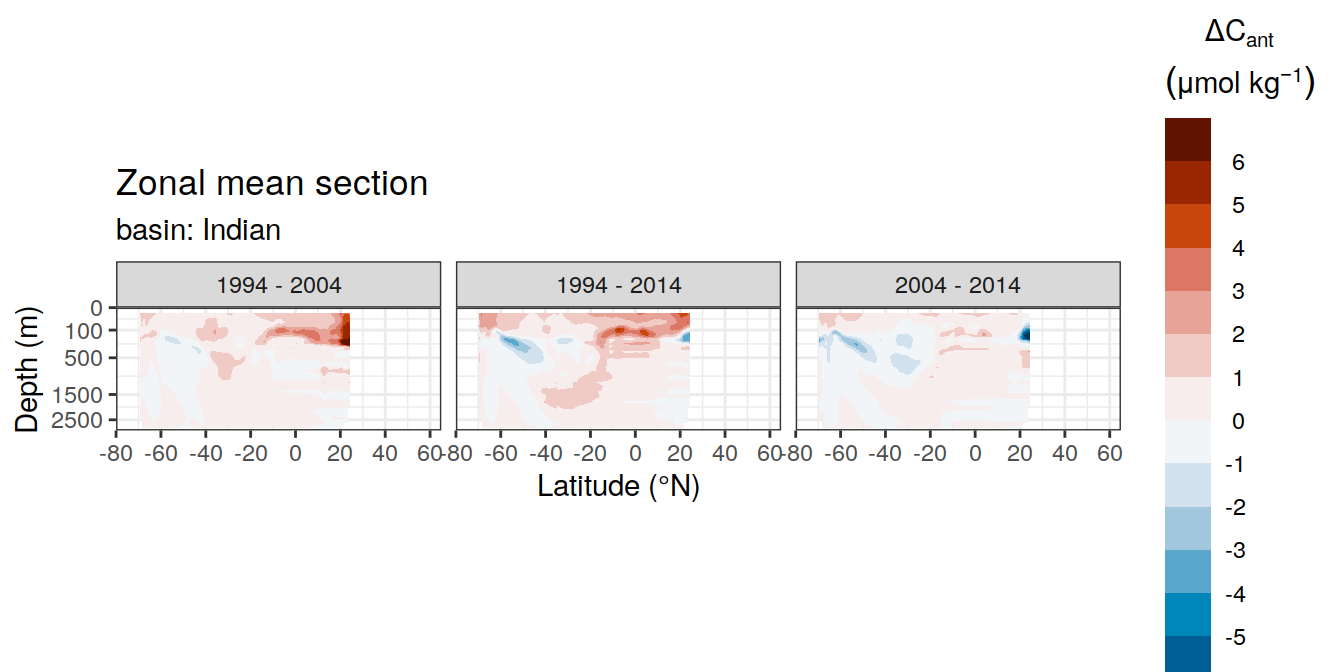 ΔCant
(μmol kg⁻¹)
Zonal mean section
basin: Indian
1994 - 2004
1994 - 2014
2004 - 2014
Depth (m)
0
100
500
1500
2500
-80 -60 -40 -20 0 20 40 60
-80 -60 -40 -20 0 20 40 60
-80 -60 -40 -20 0 20 40 60
Latitude (°N)
6
5
4
3
2
1
0
-1
-2
-3
-4
-5